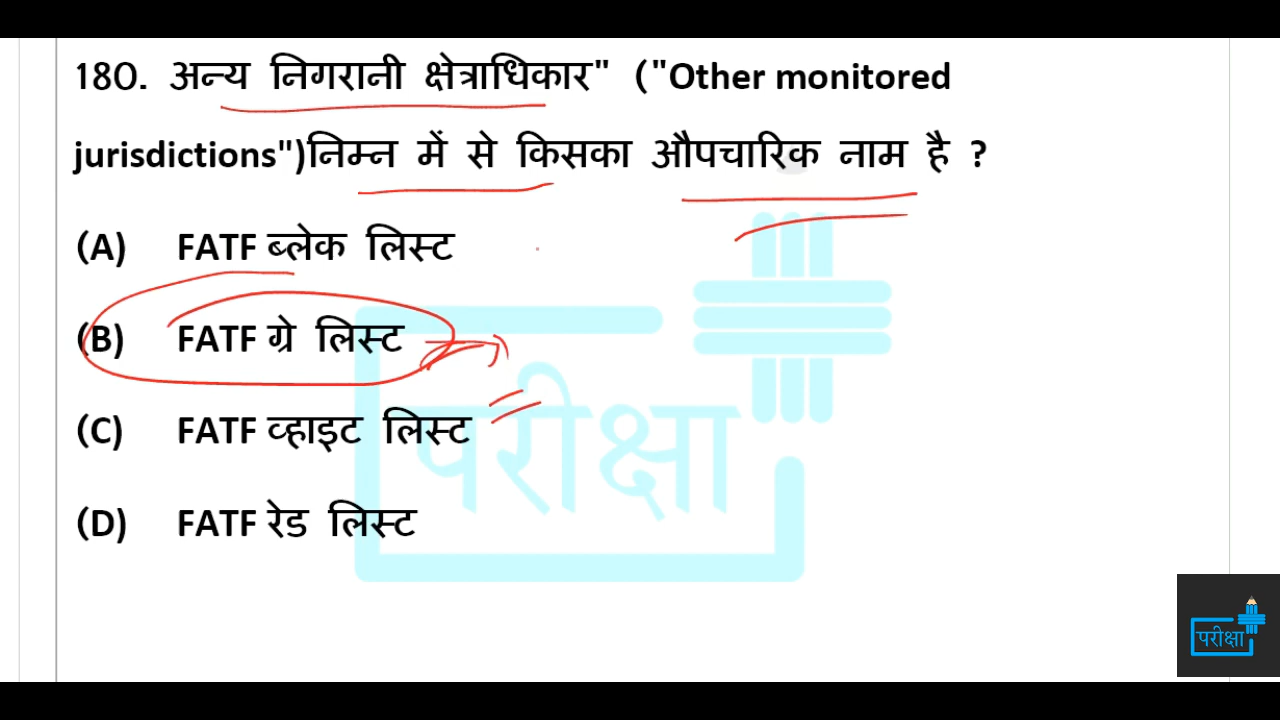 180. अन्य निगरानी क्षेत्राधिकार" ("Other monitored
jurisdictions")निम्न में से किसका औपचारिक नाम है ?
(A) FATF ब्लेक लिस्ट
(B) FATF ग्रे लिस्ट
(C) FATF व्हाइट लिस्ट
(D) FATF रेड लिस्ट
परीक्षा
परीक्षा